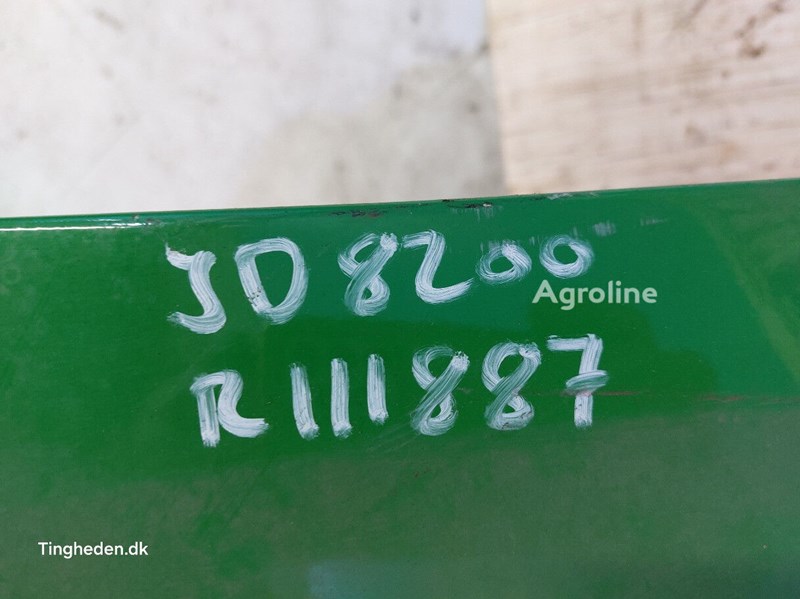 JD 8200
Agroline
R111887
Tingheden.dk